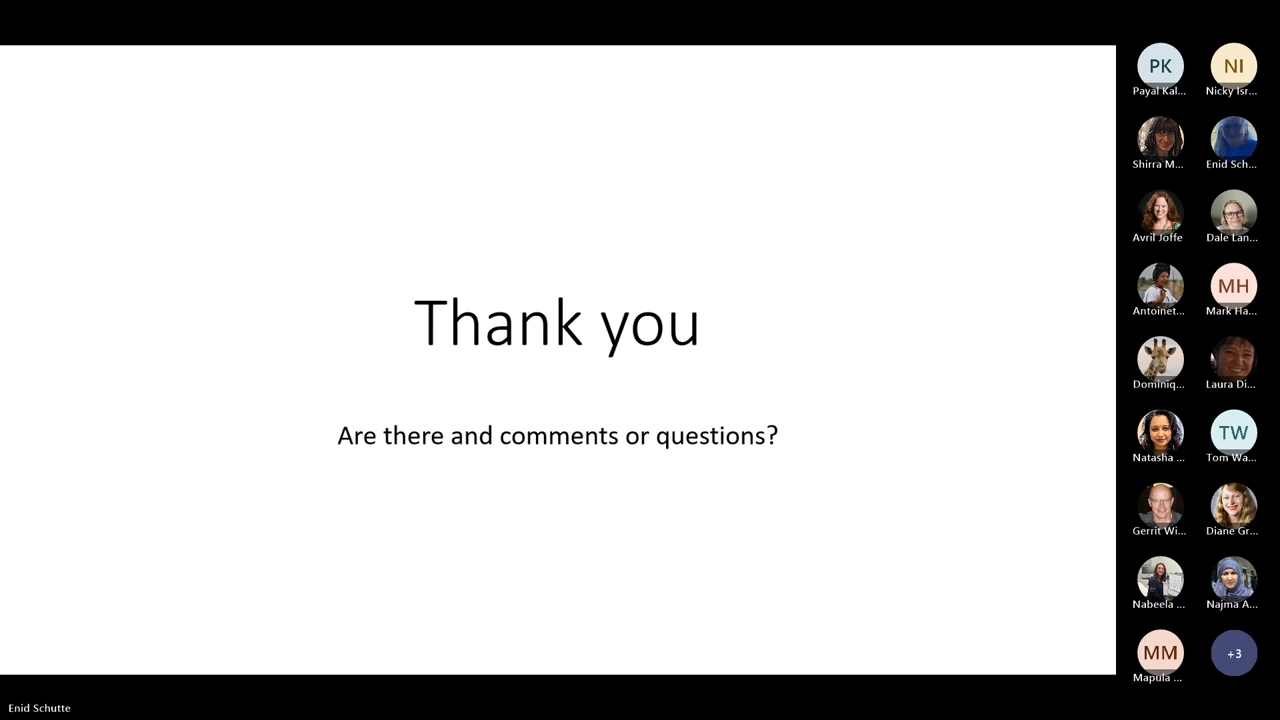 Thank you
Are there and comments or questions?
PK
NI
Payal Kal...
Nicky Isr...
Shirra M...
Enid Sch...
Avril Joffe
Dale Lan...
MH
Antoinet...
Mark Ha...
Dominiq...
Laura Di...
TW
Natasha ...
Tom Wa...
Gerrit Wi...
Diane Gr...
Nabeela ...
Najma A...
MM
+3
Mapula ...
Enid Schutte